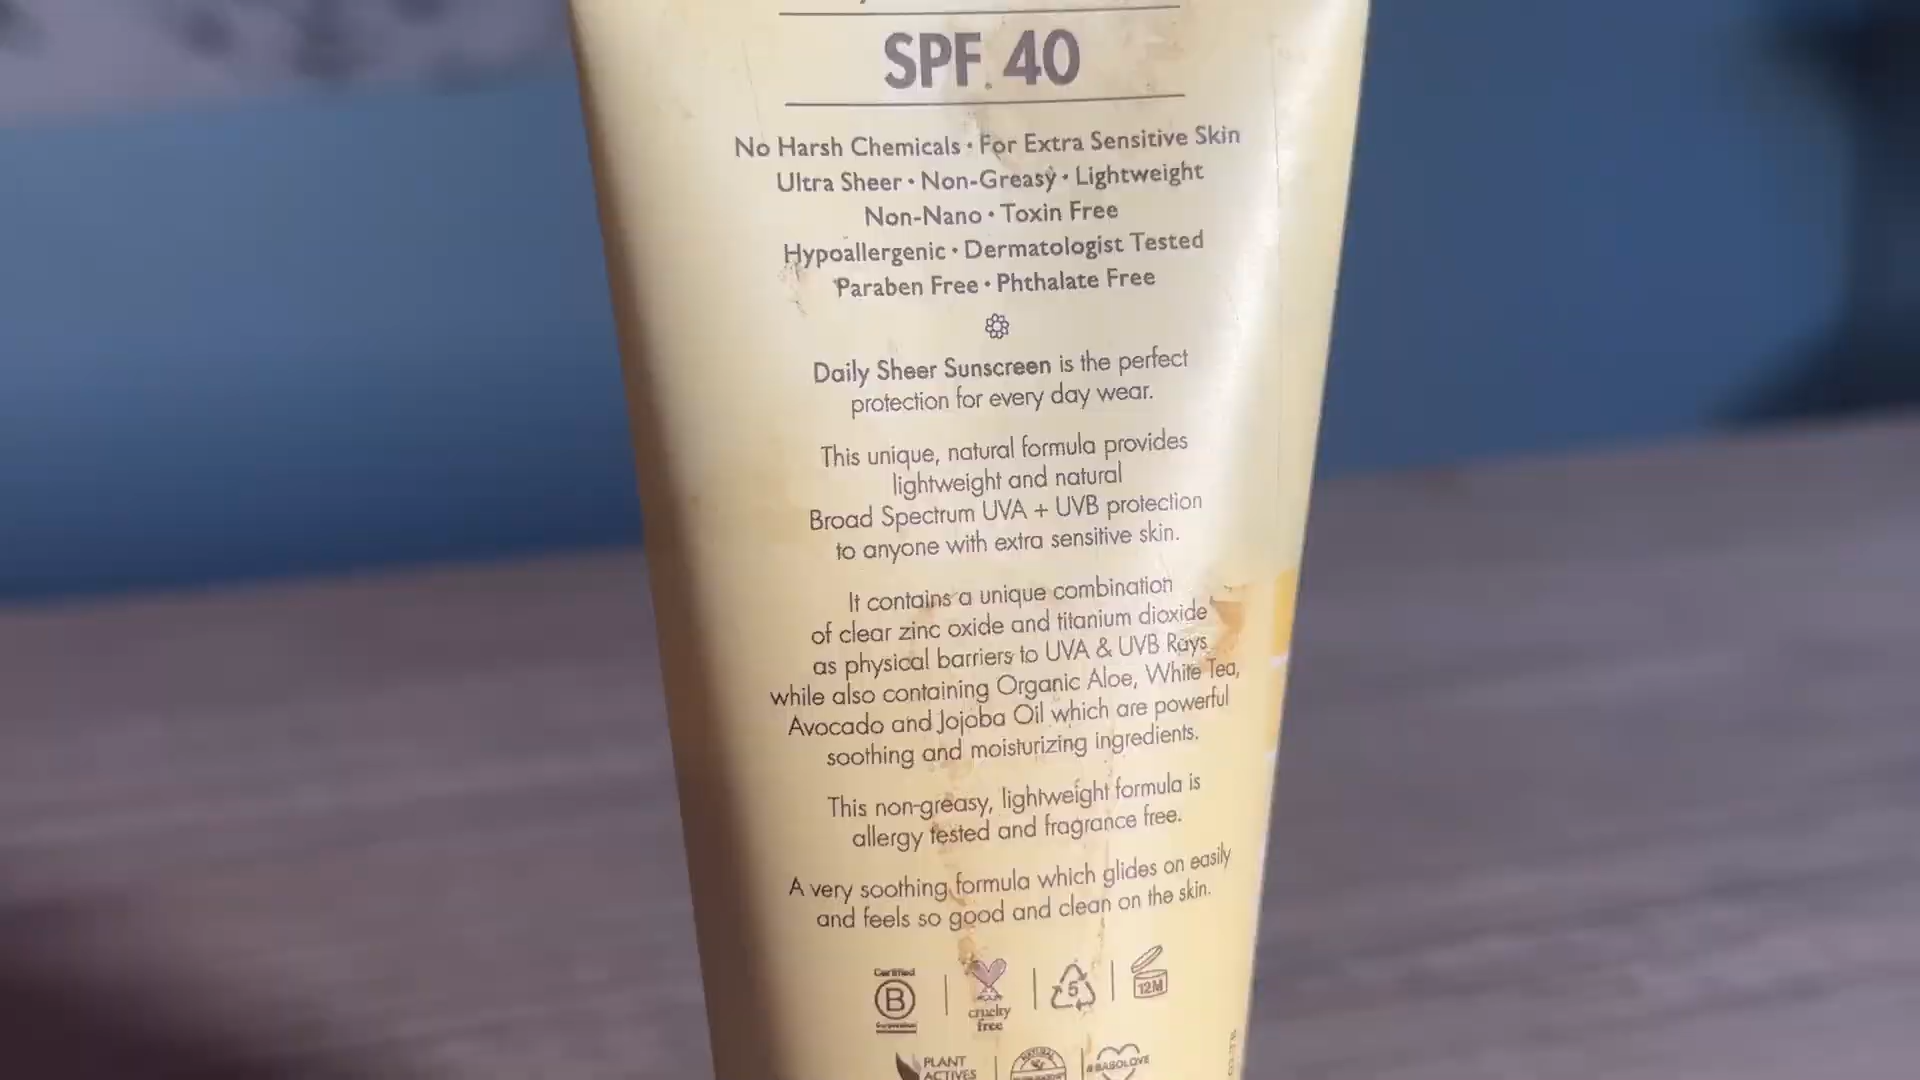 SPF 40
No Harsh Chemicals • For Extra Sensitive Skin
Ultra Sheer • Non-Greasy • Lightweight
Non-Nano • Toxin Free
Hypoallergenic • Dermatologist Tested
Paraben Free • Phthalate Free
Daily Sheer Sunscreen is the perfect
protection for every day wear.
This unique, natural formula provides
lightweight and natural
Broad Spectrum UVA + UVB protection
to anyone with extra sensitive skin.
It contains a unique combination
of clear zinc oxide and titanium dioxide
as physical barriers to UVA & UVB Rays
while also containing Organic Aloe, White Tea,
Avocado and Jojoba Oil which are powerful
soothing and moisturizing ingredients.
This non-greasy, lightweight formula is
allergy tested and fragrance free.
A very soothing formula which glides on easily
and feels so good and clean on the skin.
Certified
B
Corporation
cruelty
free
5
12M
PLANT
ACTIVES
NATURAL
#BABOLOVE